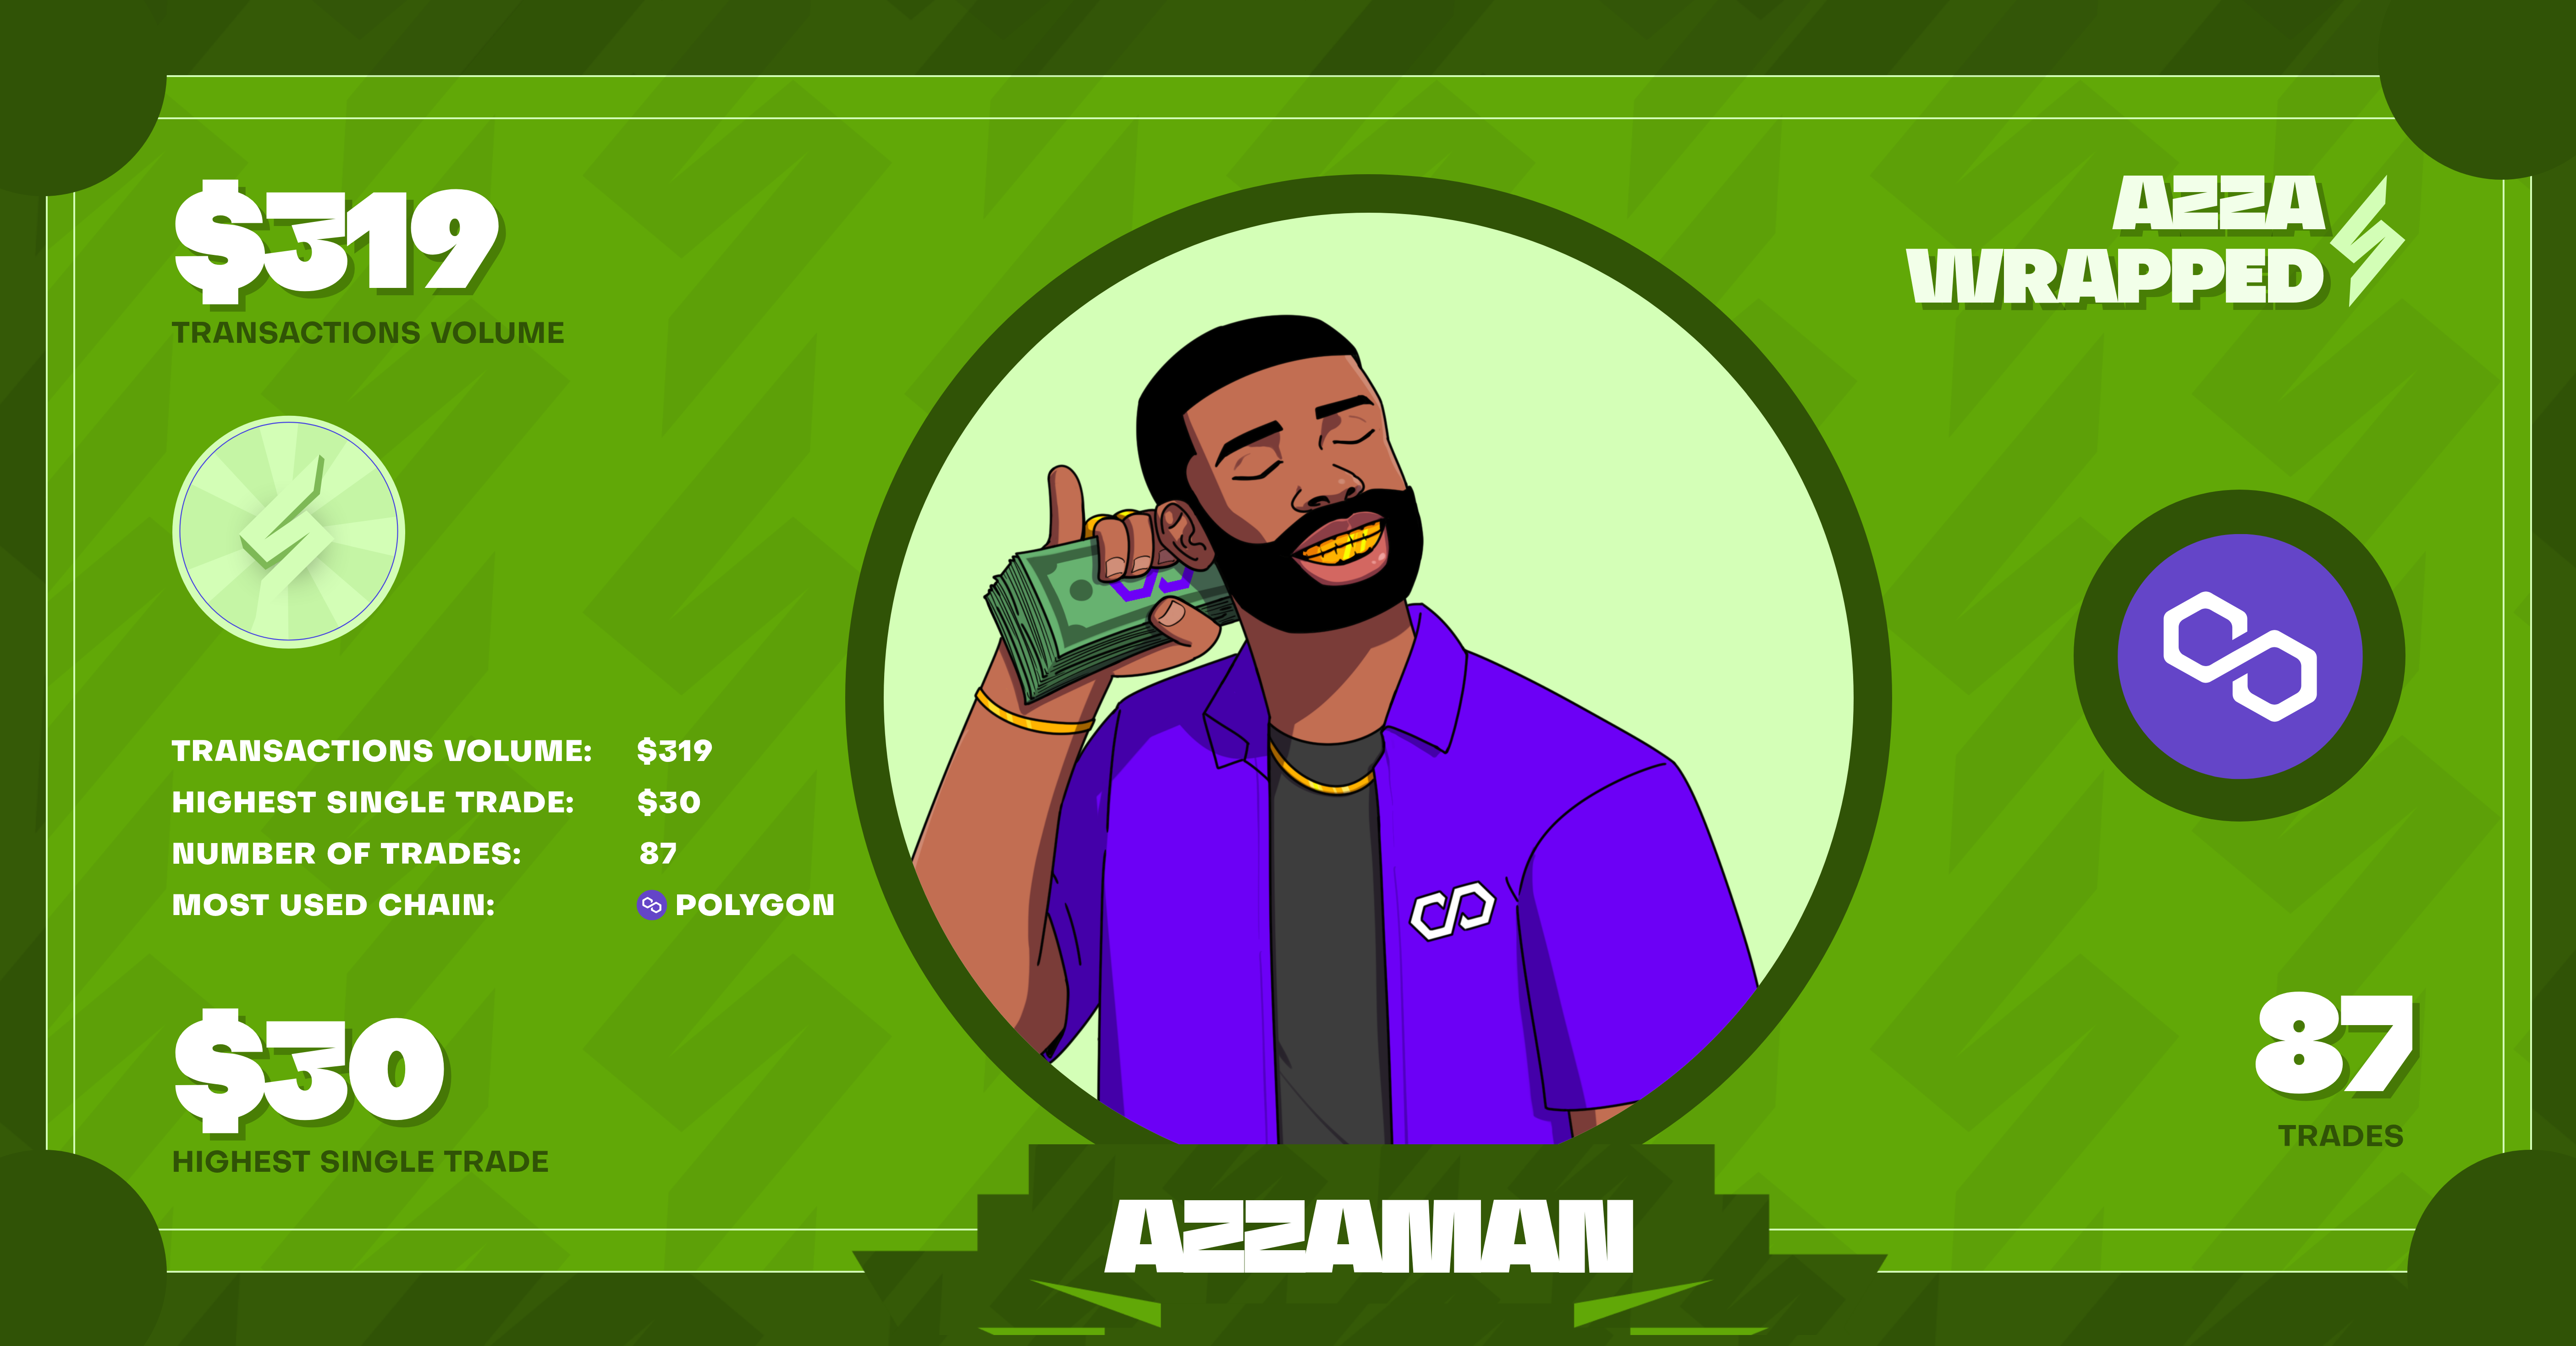 $319
TRANSACTIONS VOLUME
AZZA
WRAPPED
TRANSACTIONS VOLUME: $319
HIGHEST SINGLE TRADE: $30
NUMBER OF TRADES: 87
MOST USED CHAIN: POLYGON
$30
HIGHEST SINGLE TRADE
87
TRADES
AZZAMAN